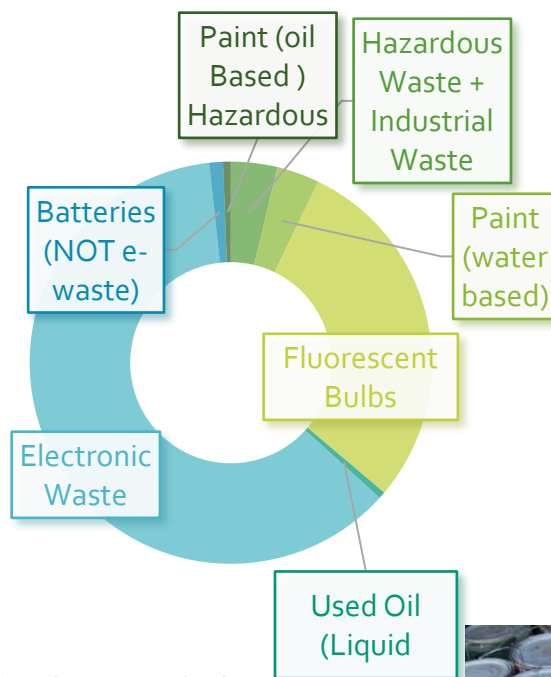 Paint (oil
Based )
Hazardous
Hazardous
Waste +
Industrial
Waste
Batteries
(NOT e-
waste)
Paint
(water
based)
Fluorescent
Bulbs
Electronic
Waste
Used Oil
(Liquid